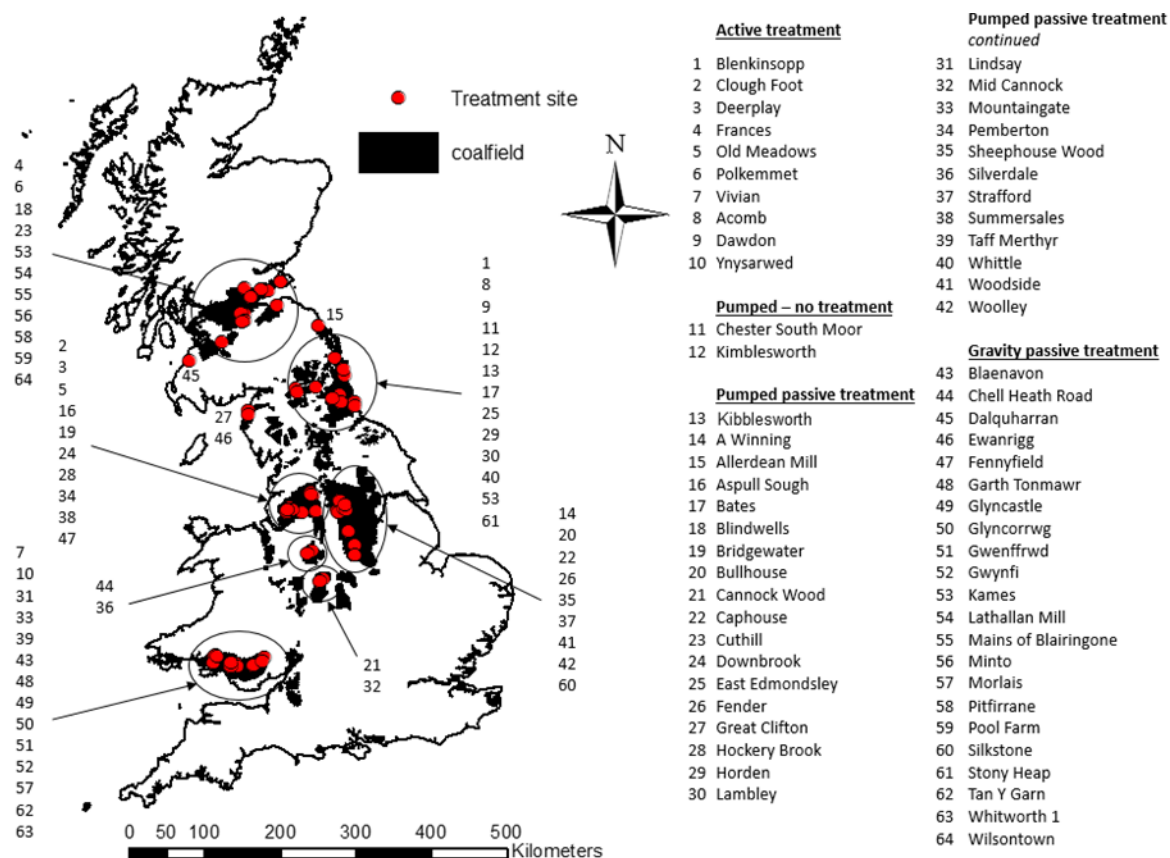 Treatment site
coalfield
N
4
6
18
23
53
54
55
56
58
59
64
1
8
9
11
12
13
17
25
29
30
40
53
61
15
45
2
3
5
16
19
24
28
34
38
47
27
46
14
20
22
26
35
37
41
42
60
7
10
31
33
39
43
48
49
50
51
52
57
62
63
44
36
21
32
0 50 100 200 300 400 500
Kilometers
Active treatment
1 Blenkinsopp
2 Clough Foot
3 Deerplay
4 Frances
5 Old Meadows
6 Polkemmet
7 Vivian
8 Acomb
9 Dawdon
10 Ynysarwed
Pumped – no treatment
11 Chester South Moor
12 Kimblesworth
Pumped passive treatment
13 Kibblesworth
14 A Winning
15 Allerdean Mill
16 Aspull Sough
17 Bates
18 Blindwells
19 Bridgewater
20 Bullhouse
21 Cannock Wood
22 Caphouse
23 Cuthill
24 Downbrook
25 East Edmondsley
26 Fender
27 Great Clifton
28 Hockery Brook
29 Horden
30 Lambley
Pumped passive treatment
continued
31 Lindsay
32 Mid Cannock
33 Mountaingate
34 Pemberton
35 Sheephouse Wood
36 Silverdale
37 Strafford
38 Summersales
39 Taff Merthyr
40 Whittle
41 Woodside
42 Woolley
Gravity passive treatment
43 Blaenavon
44 Chell Heath Road
45 Dalquharran
46 Ewanrigg
47 Fennyfield
48 Garth Tonmawr
49 Glyncastle
50 Glyncorrwg
51 Gwenffrwd
52 Gwynfi
53 Kames
54 Lathallan Mill
55 Mains of Blairingone
56 Minto
57 Morlais
58 Pitfirrane
59 Pool Farm
60 Silkstone
61 Stony Heap
62 Tan Y Garn
63 Whitworth 1
64 Wilsontown